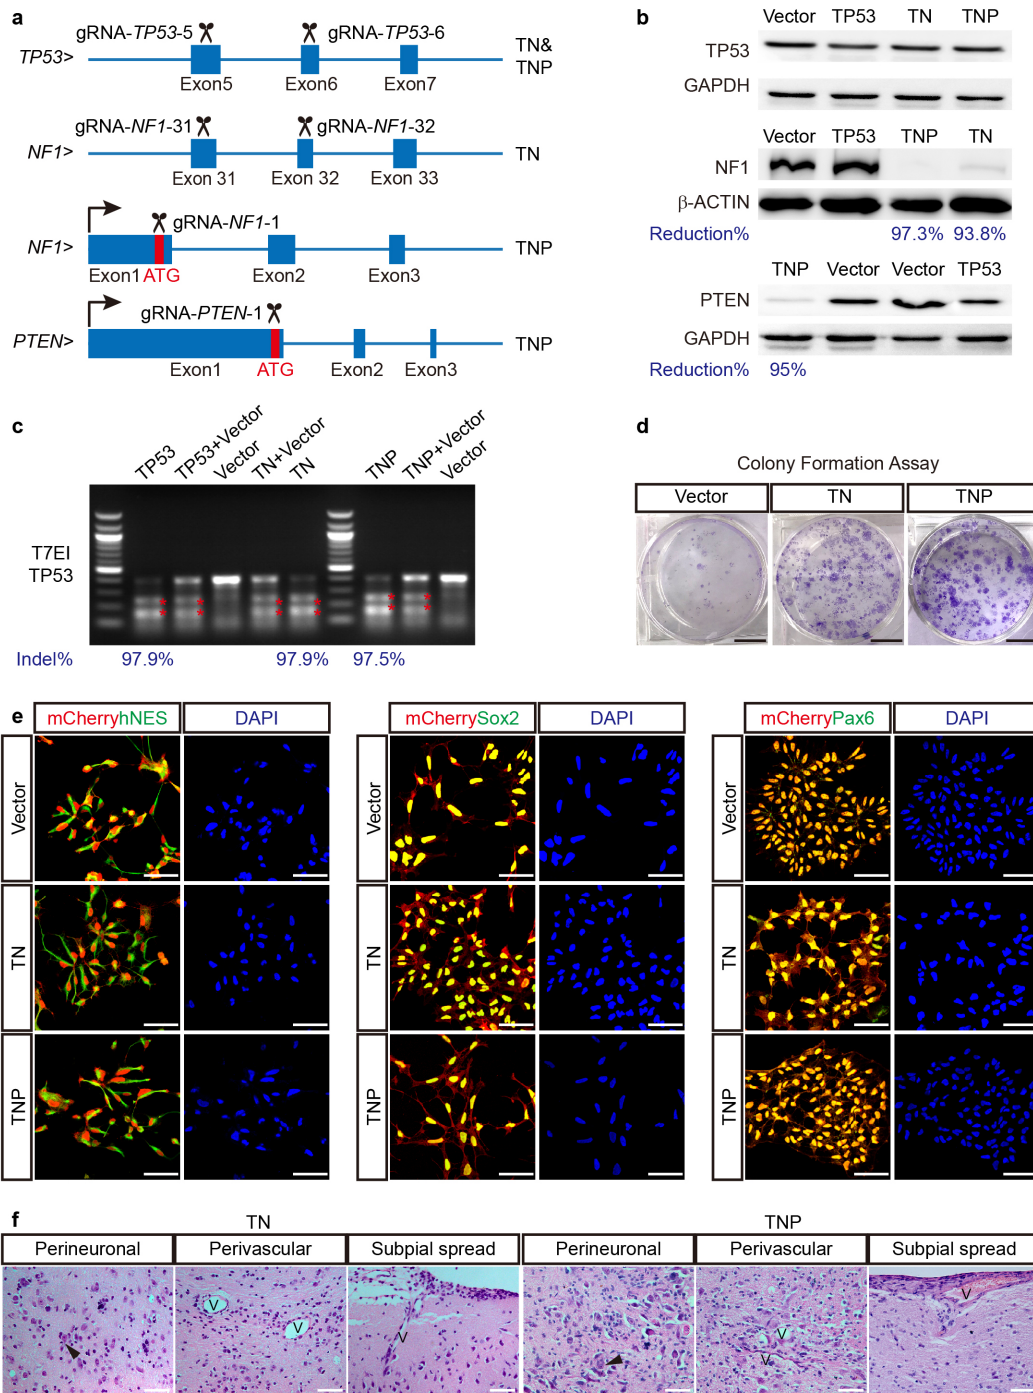 a
gRNA-TP53-5 gRNA-TP53-6
TP53> TN&
TNP
Exon5 Exon6 Exon7
gRNA-NF1-31 gRNA-NF1-32
NF1> TN
Exon 31 Exon 32 Exon 33
gRNA-NF1-1
NF1> TNP
Exon1 ATG Exon2 Exon3
gRNA-PTEN-1
PTEN> TNP
Exon1 ATG Exon2 Exon3
b
Vector TP53 TN TNP
TP53
GAPDH
Vector TP53 TNP TN
NF1
β-ACTIN
Reduction% 97.3% 93.8%
TNP Vector Vector TP53
PTEN
GAPDH
Reduction% 95%
c
TP53 TP53+Vector Vector TN+Vector TN TNP TNP+Vector Vector
T7EI
TP53
* * * * * *
* * * * * *
Indel% 97.9% 97.9% 97.5%
d
Colony Formation Assay
Vector TN TNP
e
mCherryhNES DAPI mCherrySox2 DAPI mCherryPax6 DAPI
Vector Vector Vector
TN TN TN
TNP TNP TNP
f
TN TNP
Perineuronal Perivascular Subpial spread Perineuronal Perivascular Subpial spread
V V V V V V